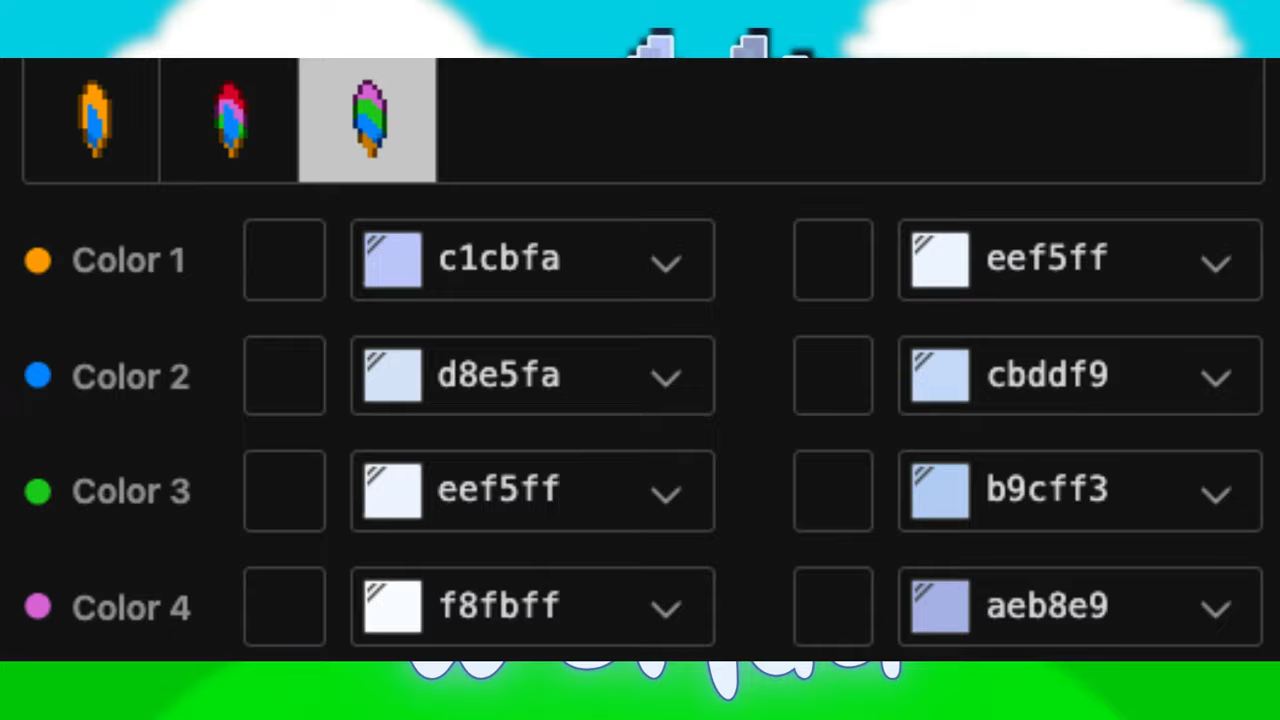 Color 1 c1cbfa eef5ff
Color 2 d8e5fa cbddf9
Color 3 eef5ff b9cff3
Color 4 f8fbff aeb8e9